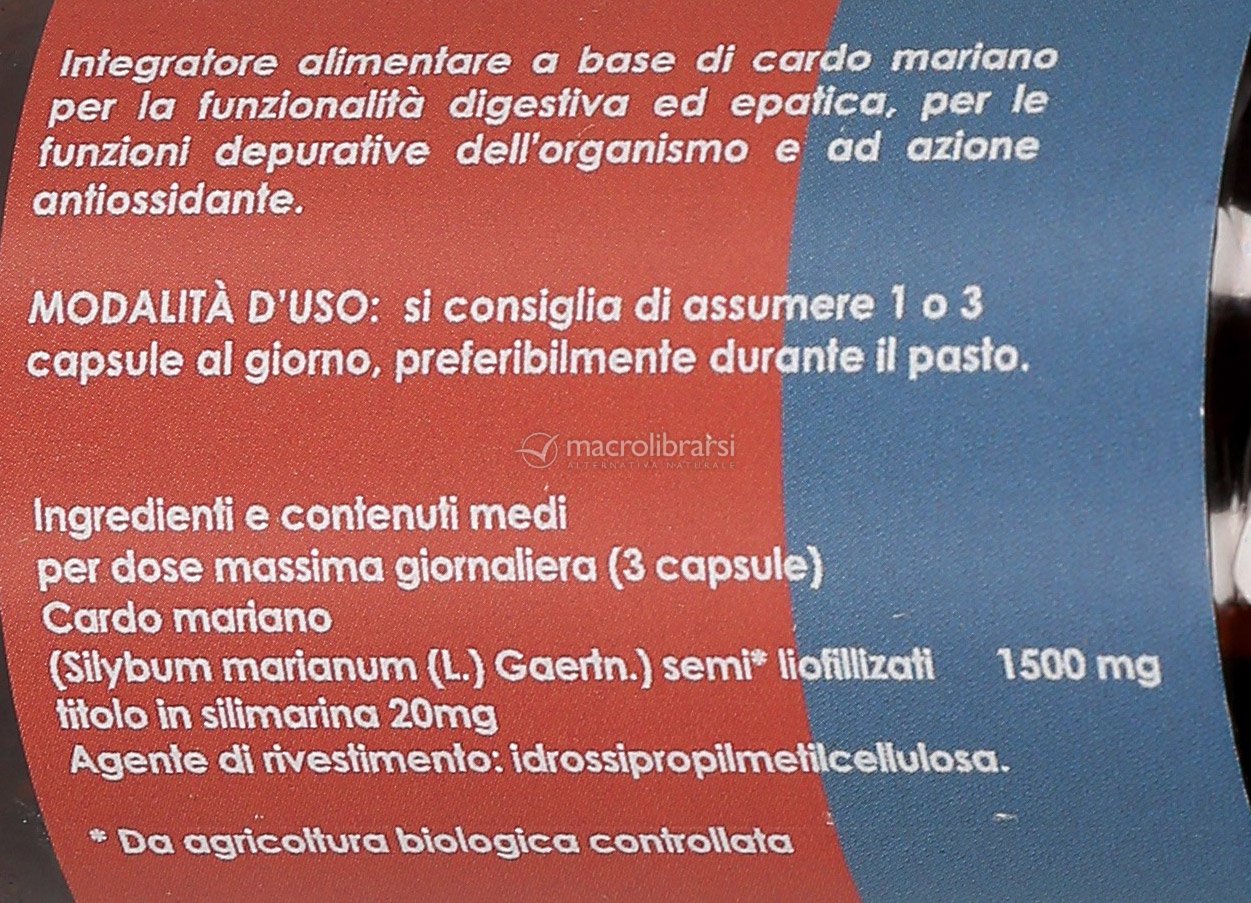 Integratore alimentare a base di cardo mariano
per la funzionalità digestiva ed epatica, per le
funzioni depurative dell'organismo e ad azione
antiossidante.
MODALITÀ D'USO: si consiglia di assumere 1 o 3
capsule al giorno, preferibilmente durante il pasto.
macrolibrarsi
ALTERNATIVA NATURALE
Ingredienti e contenuti medi
per dose massima giornaliera (3 capsule)
Cardo mariano
(Silybum marianum (L.) Gaertn.) semi* liofillizati 1500 mg
titolo in silimarina 20mg
Agente di rivestimento: idrossipropilmetilcellulosa.
* Da agricoltura biologica controllata